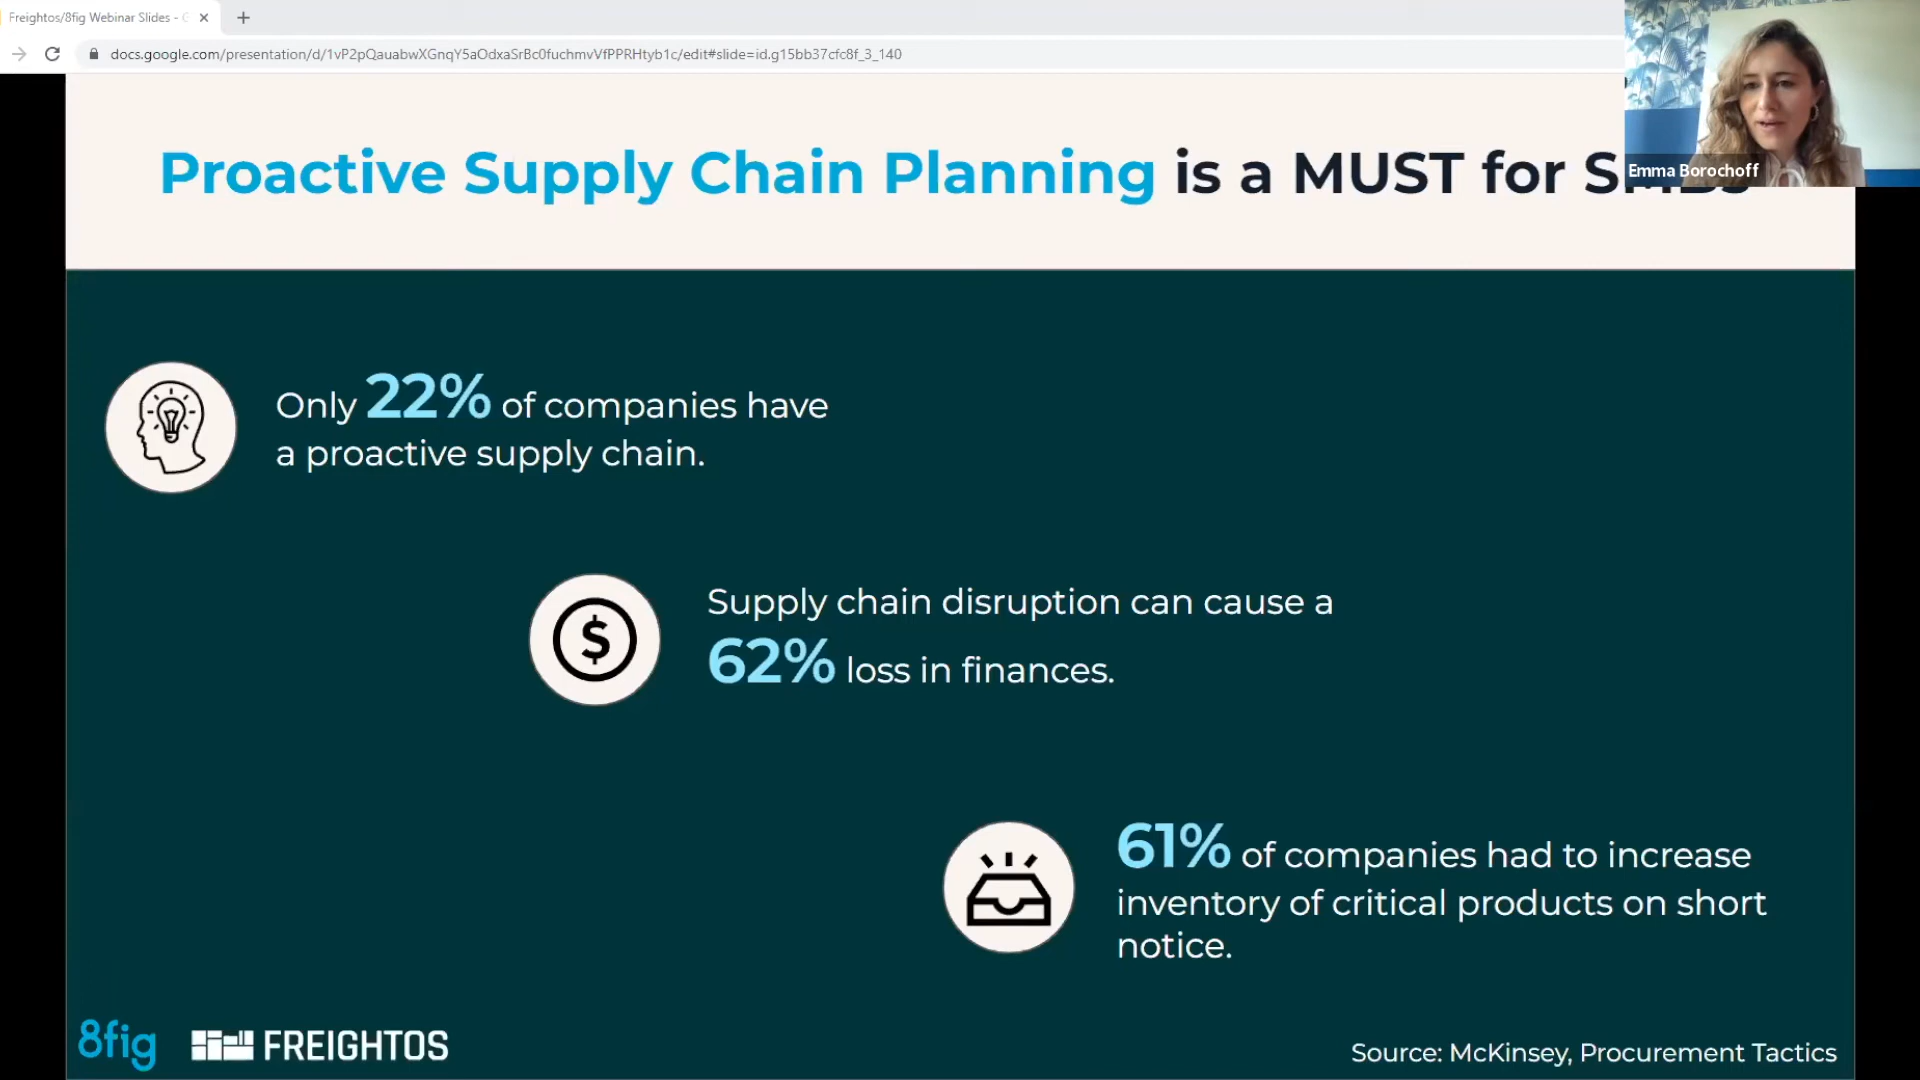 Freightos/8fig Webinar Slides -
docs.google.com/presentation/d/1vP2pQauabwXGnqY5aOdxaSrBc0fuchmvVfPPRHtyb1c/edit#slide=id.g15bb37cfc8f_3_140
Emma Borochoff
Proactive Supply Chain Planning is a MUST for SMBs
Only 22% of companies have
a proactive supply chain.
Supply chain disruption can cause a
62% loss in finances.
61% of companies had to increase
inventory of critical products on short
notice.
8fig
FREIGHTOS
Source: McKinsey, Procurement Tactics